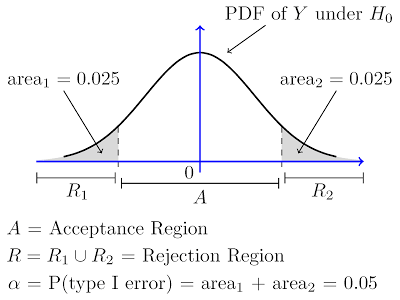 PDF of Y under H₀
area₁ = 0.025
area₂ = 0.025
0
R₁
A
R₂
A = Acceptance Region
R = R₁ ∪ R₂ = Rejection Region
α = P(type I error) = area₁ + area₂ = 0.05